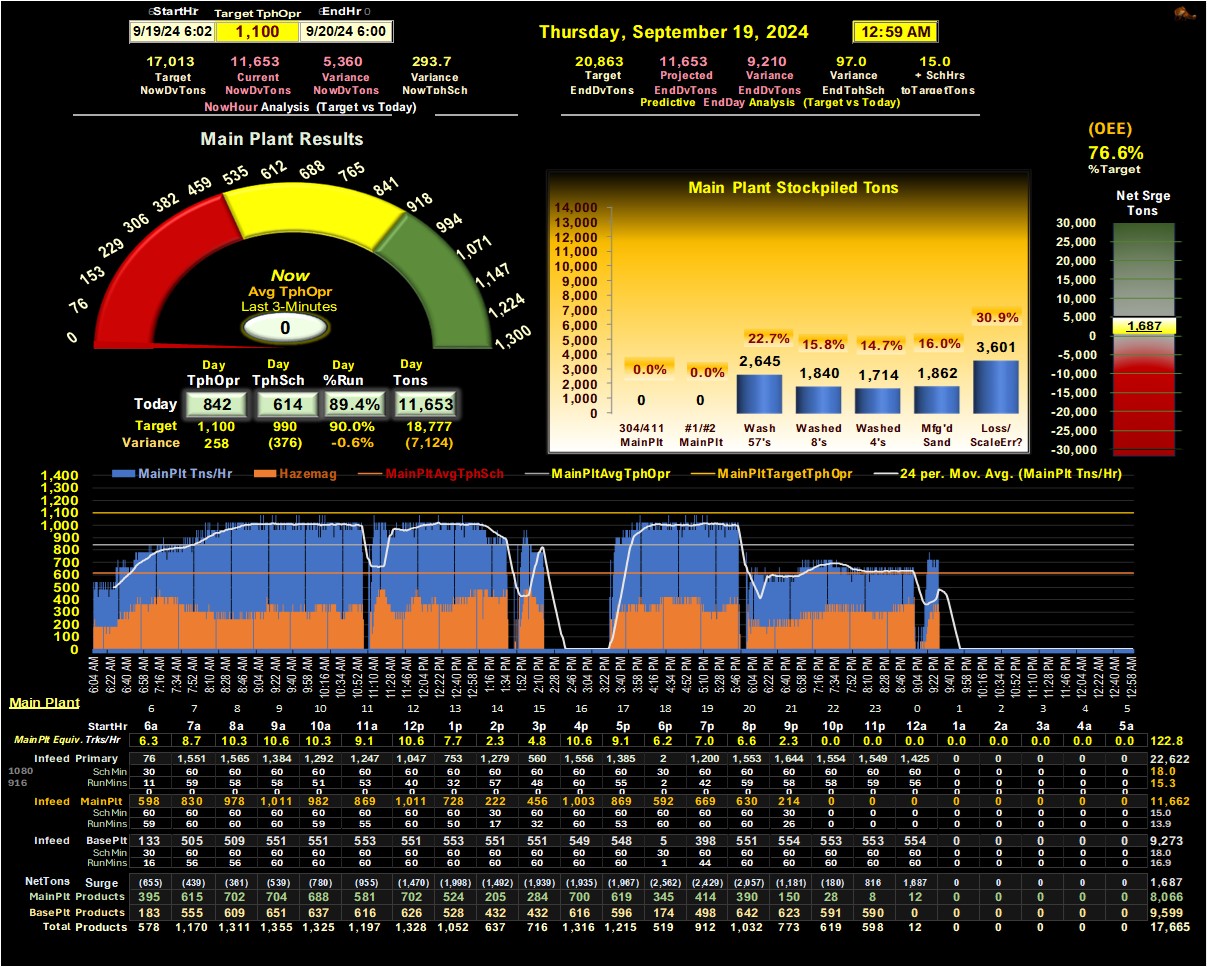 StartHr Target TphOpr EndHr
9/19/24 6:02 1,100 9/20/24 6:00
Thursday, September 19, 2024 12:59 AM
17,013 11,653 5,360 293.7
Target Current Variance Variance
NowDvTons NowDvTons NowDvTons NowTphSch
NowHour Analysis (Target vs Today)
20,863 11,653 9,210 97.0 15.0
Target Projected Variance Variance + SchHrs
EndDvTons EndDvTons EndDvTons EndTphSch toTargetTons
Predictive EndDay Analysis (Target vs Today)
(OEE)
76.6%
%Target
Main Plant Results
0 76 153 229 306 382 459 535 612 688 765 841 918 994 1,071 1,147 1,224 1,300
Now
Avg TphOpr
Last 3-Minutes
0
Day Day Day Day
TphOpr TphSch %Run Tons
Today 842 614 89.4% 11,653
Target 1,100 990 90.0% 18,777
Variance 258 (376) -0.6% (7,124)
Main Plant Stockpiled Tons
14,000
13,000
12,000
11,000
10,000
9,000
8,000
7,000
6,000
5,000
4,000
3,000
2,000
1,000
0
0.0% 0.0% 22.7% 15.8% 14.7% 16.0% 30.9%
0 0 2,645 1,840 1,714 1,862 3,601
304/411 #1/#2 Wash Washed Washed Mfg'd Loss/
MainPlt MainPlt 57's 8's 4's Sand ScaleErr?
Net Srge
Tons
30,000
25,000
20,000
15,000
10,000
5,000
0
-5,000
-10,000
-15,000
-20,000
-25,000
-30,000
1,687
MainPlt Tns/Hr Hazemag MainPltAvgTphSch MainPltAvgTphOpr MainPltTargetTphOpr 24 per. Mov. Avg. (MainPlt Tns/Hr)
1,400
1,300
1,200
1,100
1,000
900
800
700
600
500
400
300
200
100
0
6:04 AM 6:22 AM 6:40 AM 6:58 AM 7:16 AM 7:34 AM 7:52 AM 8:10 AM 8:28 AM 8:46 AM 9:04 AM 9:22 AM 9:40 AM 9:58 AM 10:16 AM 10:34 AM 10:52 AM 11:10 AM 11:28 AM 11:46 AM 12:04 PM 12:22 PM 12:40 PM 12:58 PM 1:16 PM 1:34 PM 1:52 PM 2:10 PM 2:28 PM 2:46 PM 3:04 PM 3:22 PM 3:40 PM 3:58 PM 4:16 PM 4:34 PM 4:52 PM 5:10 PM 5:28 PM 5:46 PM 6:04 PM 6:22 PM 6:40 PM 6:58 PM 7:16 PM 7:34 PM 7:52 PM 8:10 PM 8:28 PM 8:46 PM 9:04 PM 9:22 PM 9:40 PM 9:58 PM 10:16 PM 10:34 PM 10:52 PM 11:10 PM 11:28 PM 11:46 PM 12:04 AM 12:22 AM 12:40 AM 12:58 AM
Main Plant 6 7 8 9 10 11 12 13 14 15 16 17 18 19 20 21 22 23 0 1 2 3 4 5
StartHr 6a 7a 8a 9a 10a 11a 12p 1p 2p 3p 4p 5p 6p 7p 8p 9p 10p 11p 12a 1a 2a 3a 4a 5a
MainPlt Equiv. Trks/Hr 6.3 8.7 10.3 10.6 10.3 9.1 10.6 7.7 2.3 4.8 10.6 9.1 6.2 7.0 6.6 2.3 0.0 0.0 0.0 0.0 0.0 0.0 0.0 0.0 122.8
Infeed Primary 76 1,551 1,565 1,384 1,292 1,247 1,047 753 1,279 560 1,556 1,385 2 1,200 1,553 1,644 1,554 1,549 1,425 0 0 0 0 0 22,622
1080 Sch Min 30 60 60 60 60 60 60 60 60 60 60 60 30 60 60 60 60 60 60 0 0 0 0 0 18.0
916 RunMins 11 59 58 58 51 53 40 32 57 48 60 55 2 42 59 58 58 59 56 0 0 0 0 0 15.3
0 0 0 0 0 0 0 0 0 0 0 0 0 0 0 0 0 0 0 0 0 0 0 0
Infeed MainPlt 598 830 978 1,011 982 869 1,011 728 222 456 1,003 869 592 669 630 214 0 0 0 0 0 0 0 0 11,662
Sch Min 60 60 60 60 60 60 60 60 30 60 60 60 60 60 60 30 0 0 0 0 0 0 0 0 15.0
RunMins 59 60 60 60 59 55 60 50 17 32 60 53 60 60 60 26 0 0 0 0 0 0 0 0 13.9
Infeed BasePlt 133 505 509 551 551 553 551 553 551 551 549 548 5 398 551 554 553 553 554 0 0 0 0 0 9,273
Sch Min 30 60 60 60 60 60 60 60 60 60 60 60 30 60 60 60 60 60 60 0 0 0 0 0 18.0
RunMins 16 56 56 60 60 60 60 60 60 60 60 60 1 44 60 60 60 60 60 0 0 0 0 0 16.9
NetTons Surge (655) (439) (361) (539) (780) (955) (1,470) (1,998) (1,492) (1,939) (1,935) (1,967) (2,562) (2,429) (2,057) (1,181) (180) 816 1,687 0 0 0 0 0 1,687
MainPlt Products 395 615 702 704 688 581 702 524 205 284 700 619 345 414 390 150 28 8 12 0 0 0 0 0 8,066
BasePlt Products 183 555 609 651 637 616 626 528 432 432 616 596 174 498 642 623 591 590 0 0 0 0 0 0 9,599
Total Products 578 1,170 1,311 1,355 1,325 1,197 1,328 1,052 637 716 1,316 1,215 519 912 1,032 773 619 598 12 0 0 0 0 0 17,665